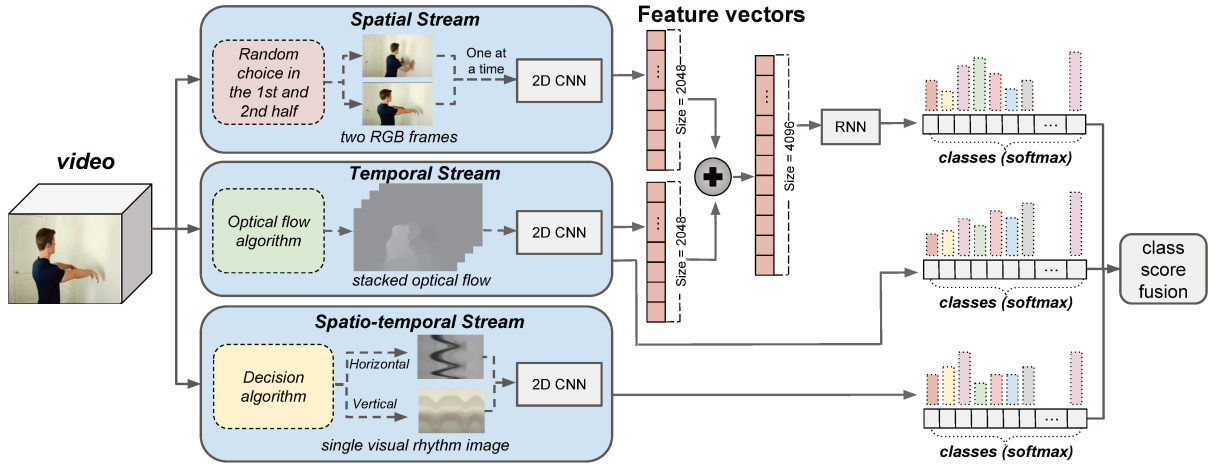 Feature vectors
Spatial Stream
Random
choice in
the 1st and
2nd half
One at
a time
2D CNN
two RGB frames
...
Size = 2048
...
Size = 4096
RNN
...
classes (softmax)
video
Temporal Stream
Optical flow
algorithm
2D CNN
stacked optical flow
...
Size = 2048
...
classes (softmax)
class
score
fusion
Spatio-temporal Stream
Decision
algorithm
Horizontal
Vertical
2D CNN
single visual rhythm image
...
classes (softmax)